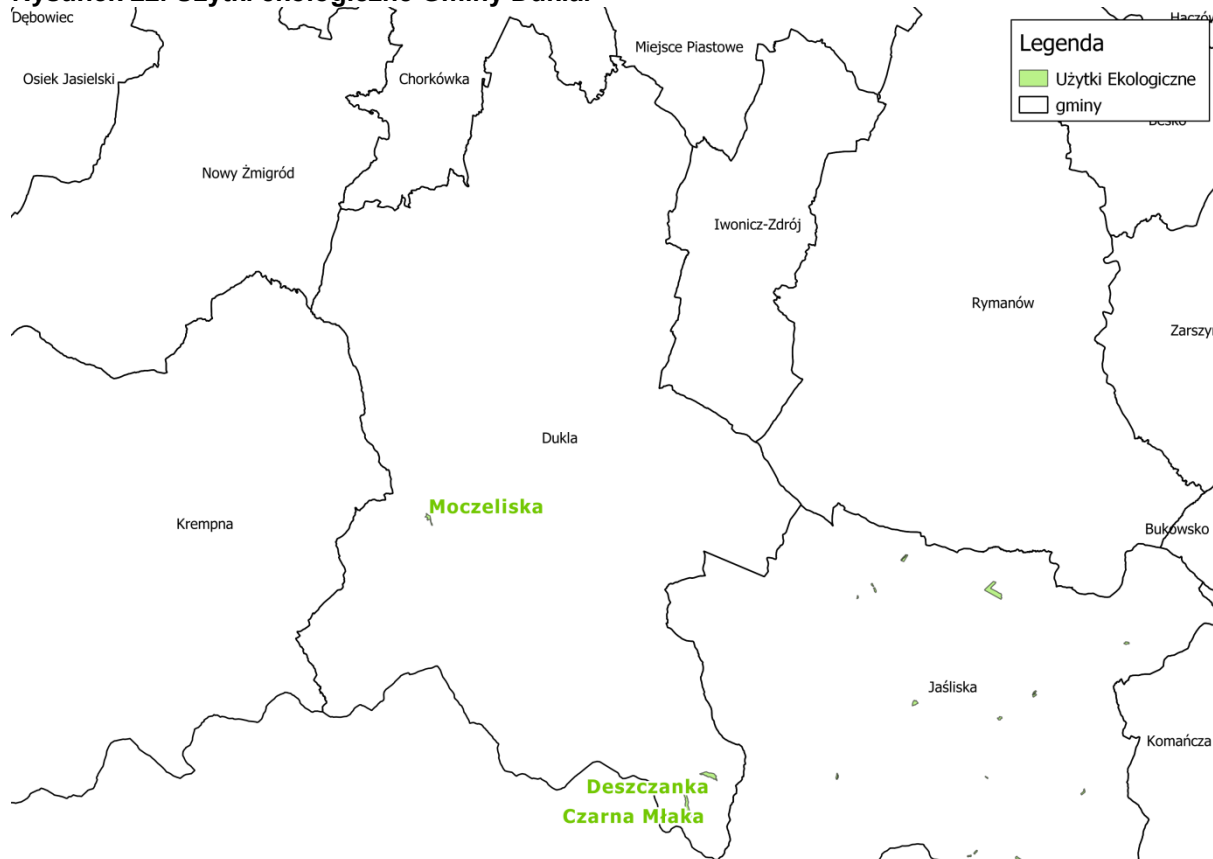 Dębowiec
Miejsce Piastowe
Osiek Jasielski
Chorkówka
Legenda
Użytki Ekologiczne
gminy
Nowy Żmigród
Iwonicz-Zdrój
Rymanów
Dukla
Moczeliska
Krempna
Bukowsko
Jaśliska
Komańcza
Deszczanka
Czarna Młaka